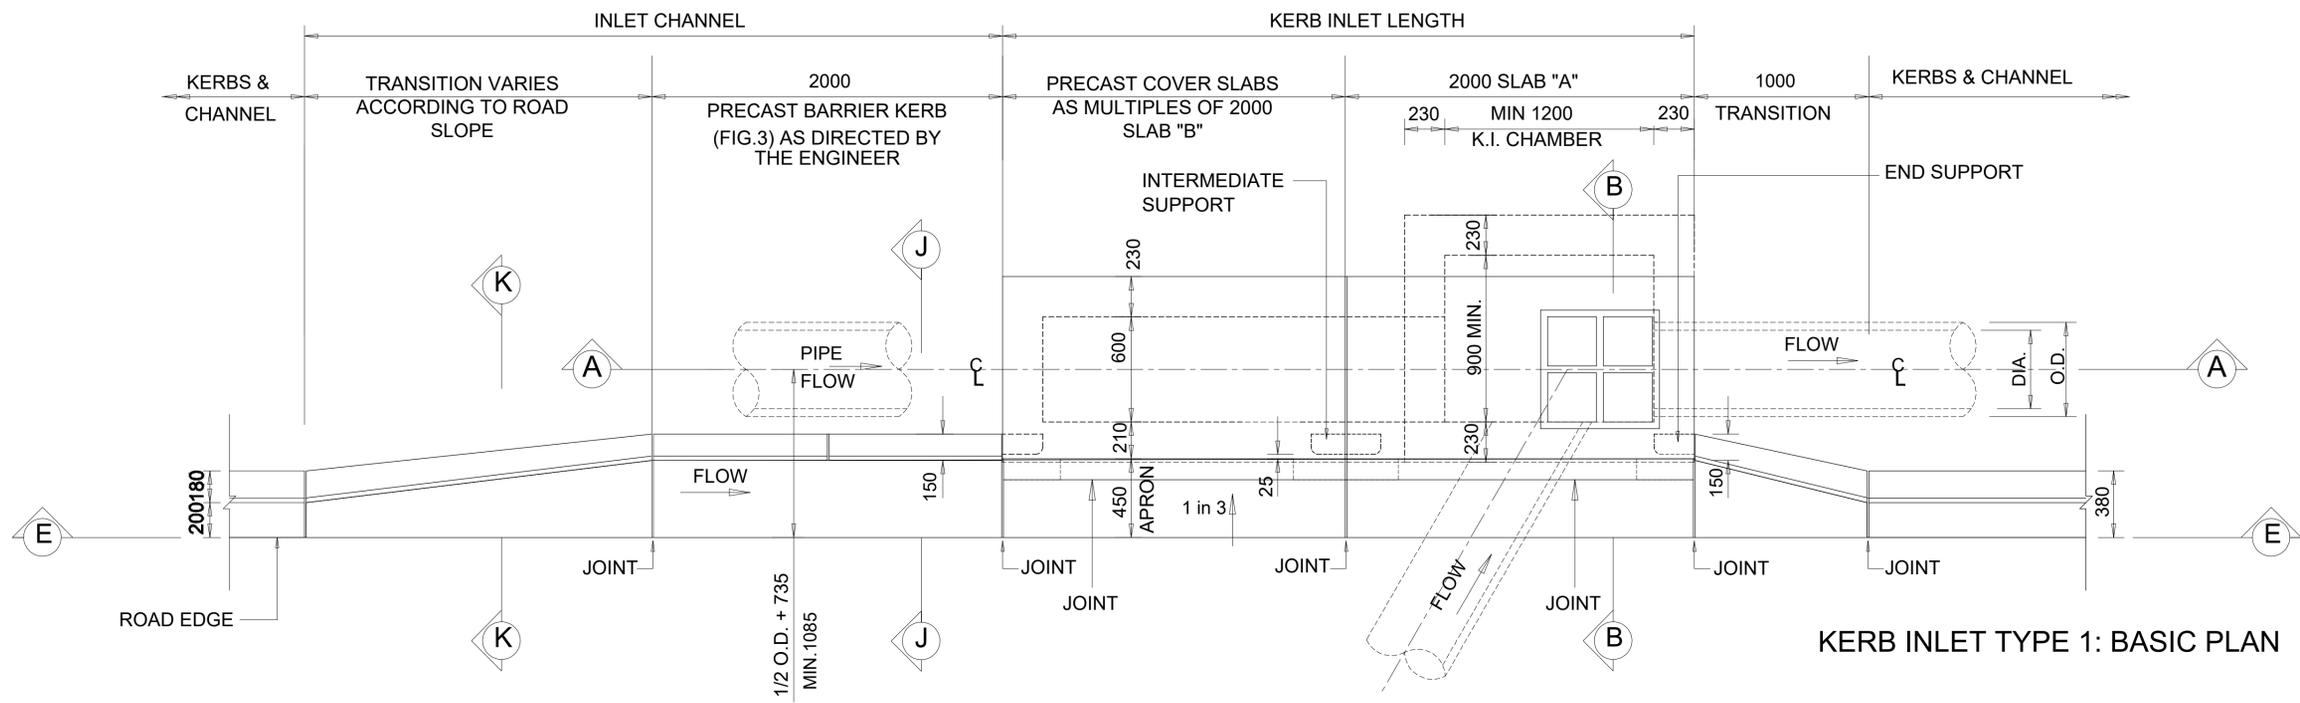 INLET CHANNEL
KERB INLET LENGTH
KERBS &
CHANNEL
TRANSITION VARIES
ACCORDING TO ROAD
SLOPE
2000
PRECAST BARRIER KERB
(FIG.3) AS DIRECTED BY
THE ENGINEER
PRECAST COVER SLABS
AS MULTIPLES OF 2000
SLAB "B"
2000 SLAB "A"
230
MIN 1200
230
K.I. CHAMBER
1000
TRANSITION
KERBS & CHANNEL
INTERMEDIATE
SUPPORT
END SUPPORT
B
J
K
230
230
A
PIPE
FLOW
CL
600
900 MIN.
FLOW
CL
DIA.
O.D.
A
210
230
200180
FLOW
150
450
APRON
25
1 in 3
150
380
E
E
JOINT
JOINT
JOINT
JOINT
JOINT
JOINT
JOINT
FLOW
ROAD EDGE
K
1/2 O.D. + 735
MIN.1085
J
B
KERB INLET TYPE 1: BASIC PLAN